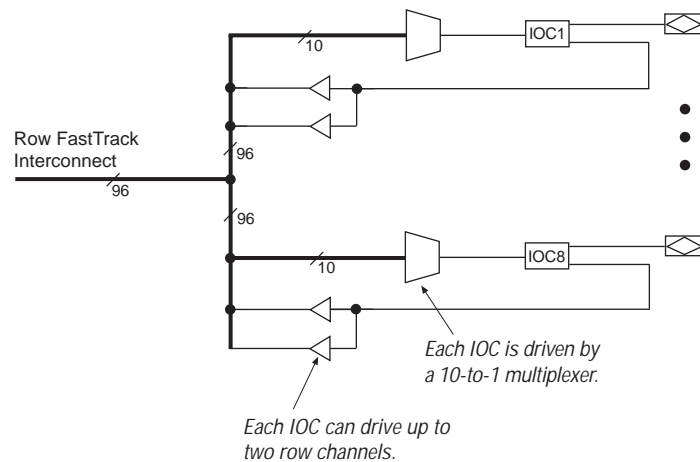 10
IOC1
96
Row FastTrack
Interconnect
96
96
10
IOC8
Each IOC is driven by
a 10-to-1 multiplexer.
Each IOC can drive up to
two row channels.